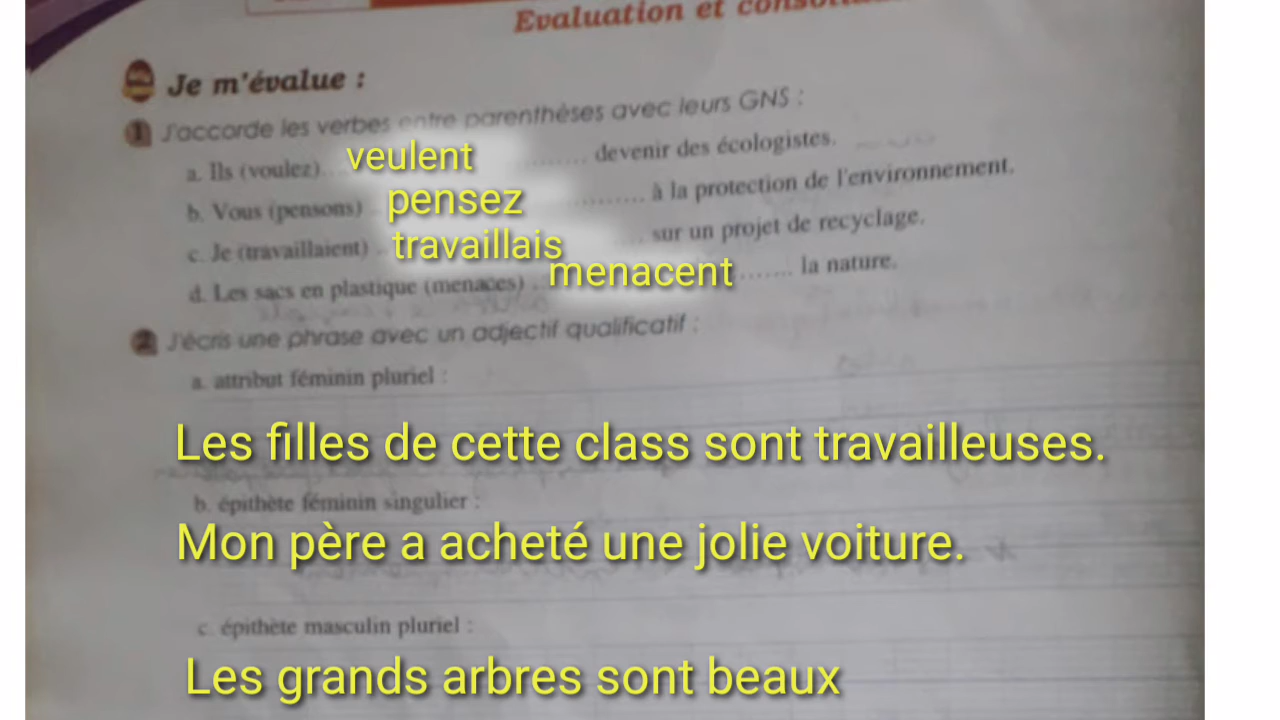 Evaluation et
Je m'évalue :
1 J'accorde les verbes entre parenthèses avec leurs GNS :
a. Ils (voulez) veulent .......... devenir des écologistes.
b. Vous (pensons) pensez .......... à la protection de l'environnement.
c. Je (travaillaient) travaillais .... sur un projet de recyclage.
d. Les sacs en plastique (menaces) . menacent ....... la nature.
2 J'écris une phrase avec un adjectif qualificatif :
a. attribut féminin pluriel :
Les filles de cette class sont travailleuses.
b. épithète féminin singulier :
Mon père a acheté une jolie voiture.
c. épithète masculin pluriel :
Les grands arbres sont beaux